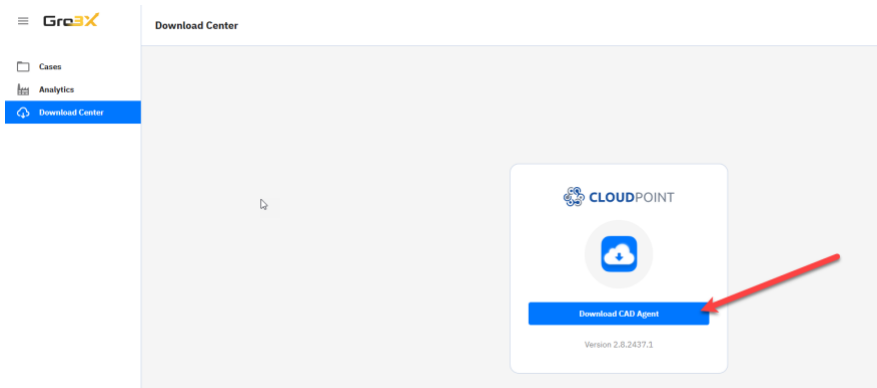 Gro3X
Download Center
Cases
Analytics
Download Center
CLOUDPOINT
Download CAD Agent
Version 2.8.2437.1